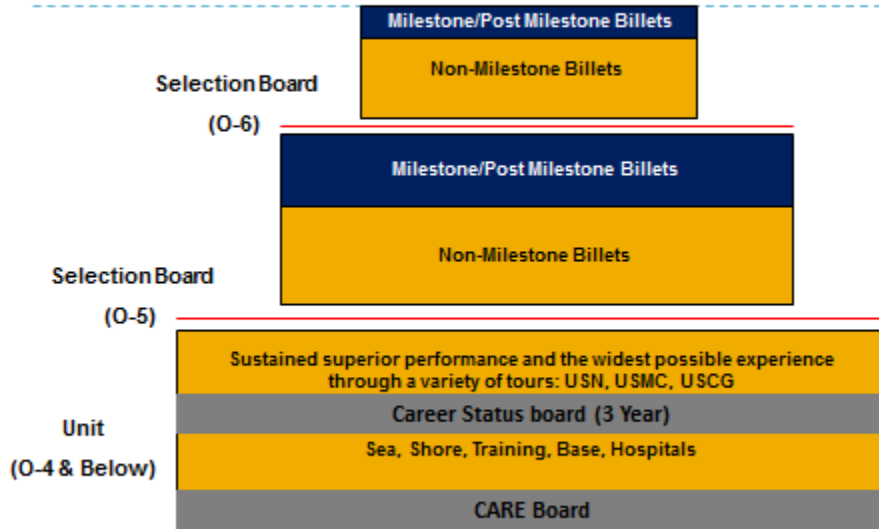 Milestone/Post Milestone Billets
Non-Milestone Billets
Selection Board
(O-6)
Milestone/Post Milestone Billets
Non-Milestone Billets
Selection Board
(O-5)
Sustained superior performance and the widest possible experience
through a variety of tours: USN, USMC, USCG
Career Status board (3 Year)
Unit
(O-4 & Below)
Sea, Shore, Training, Base, Hospitals
CARE Board